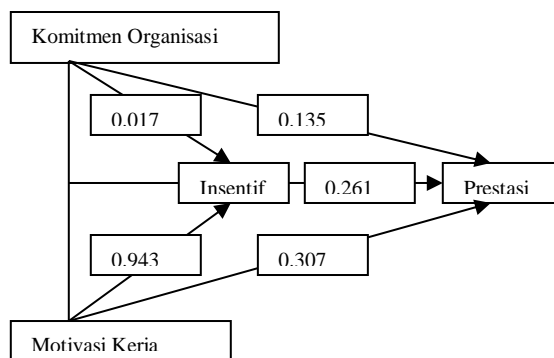 Komitmen Organisasi
0.017
0.135
Insentif
0.261
Prestasi
0.943
0.307
Motivasi Kerja